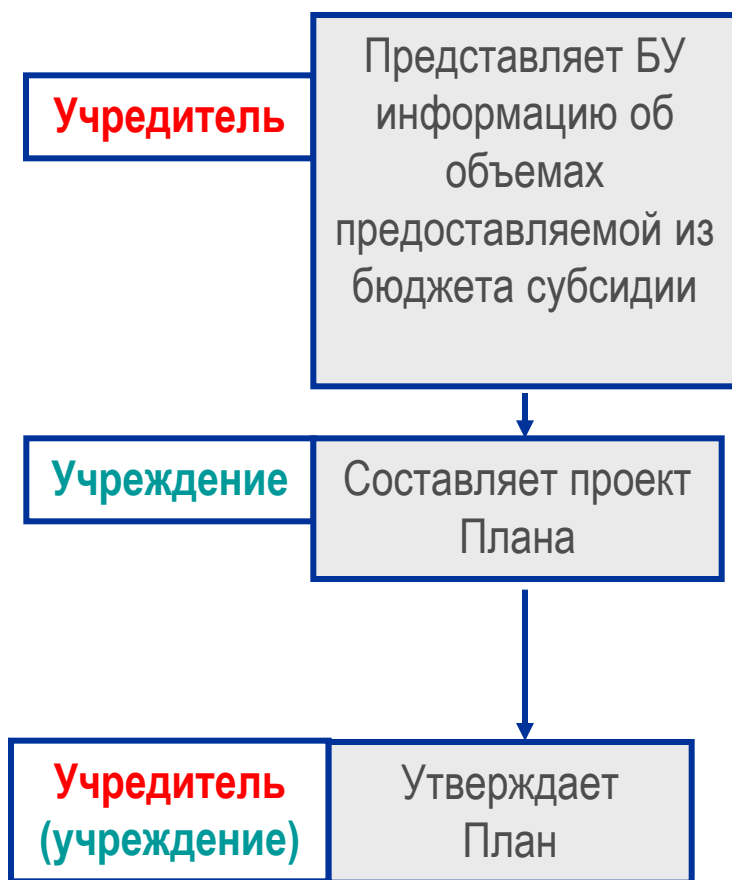 Учредитель
Представляет БУ
информацию об
объемах
предоставляемой из
бюджета субсидии
Учреждение
Составляет проект
Плана
Учредитель
(учреждение)
Утверждает
План